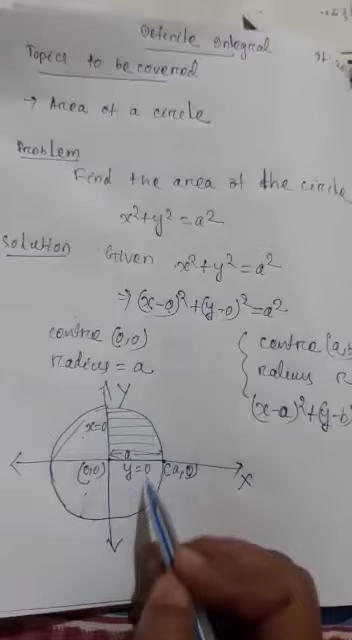 Definite Integral
Topics to be covered
→ Area of a circle
Problem
Find the area of the circle
x²+y²=a²
Solution Given x²+y²=a²
⇒(x-0)²+(y-0)²=a²
centre (0,0)
radius = a
centre (a,b
radius R
(x-a)²+(y-b)
Y
x=0
a
(0,0) y=0 (a,0)
X